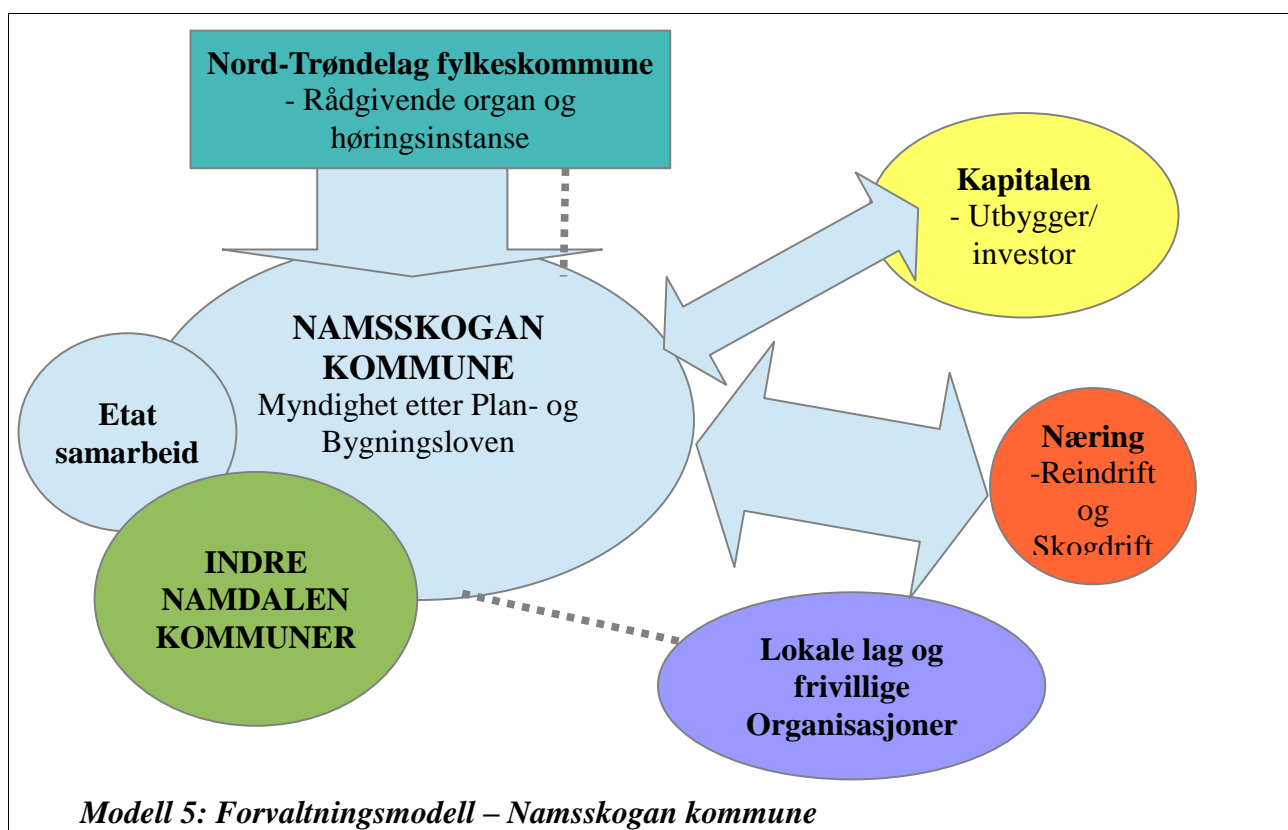 Nord-Trøndelag fylkeskommune
- Rådgivende organ og
høringsinstanse
Kapitalen
- Utbygger/
investor
NAMSSKOGAN
KOMMUNE
Myndighet etter Plan- og
Bygningsloven
Etat
samarbeid
Næring
-Reindrift
og
Skogdrift
INDRE
NAMDALEN
KOMMUNER
Lokale lag og
frivillige
Organisasjoner
Modell 5: Forvaltningsmodell – Namsskogan kommune